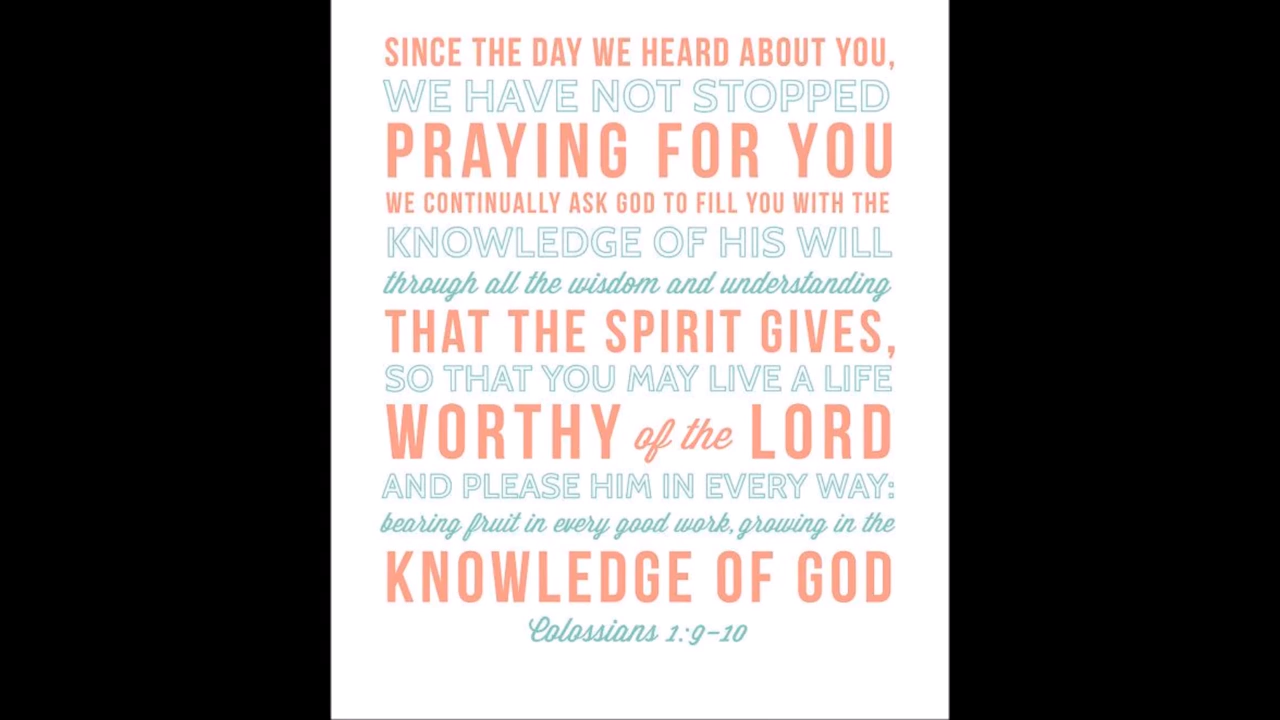 SINCE THE DAY WE HEARD ABOUT YOU,
WE HAVE NOT STOPPED
PRAYING FOR YOU
WE CONTINUALLY ASK GOD TO FILL YOU WITH THE
KNOWLEDGE OF HIS WILL
through all the wisdom and understanding
THAT THE SPIRIT GIVES,
SO THAT YOU MAY LIVE A LIFE
WORTHY of the LORD
AND PLEASE HIM IN EVERY WAY:
bearing fruit in every good work, growing in the
KNOWLEDGE OF GOD
Colossians 1:9-10